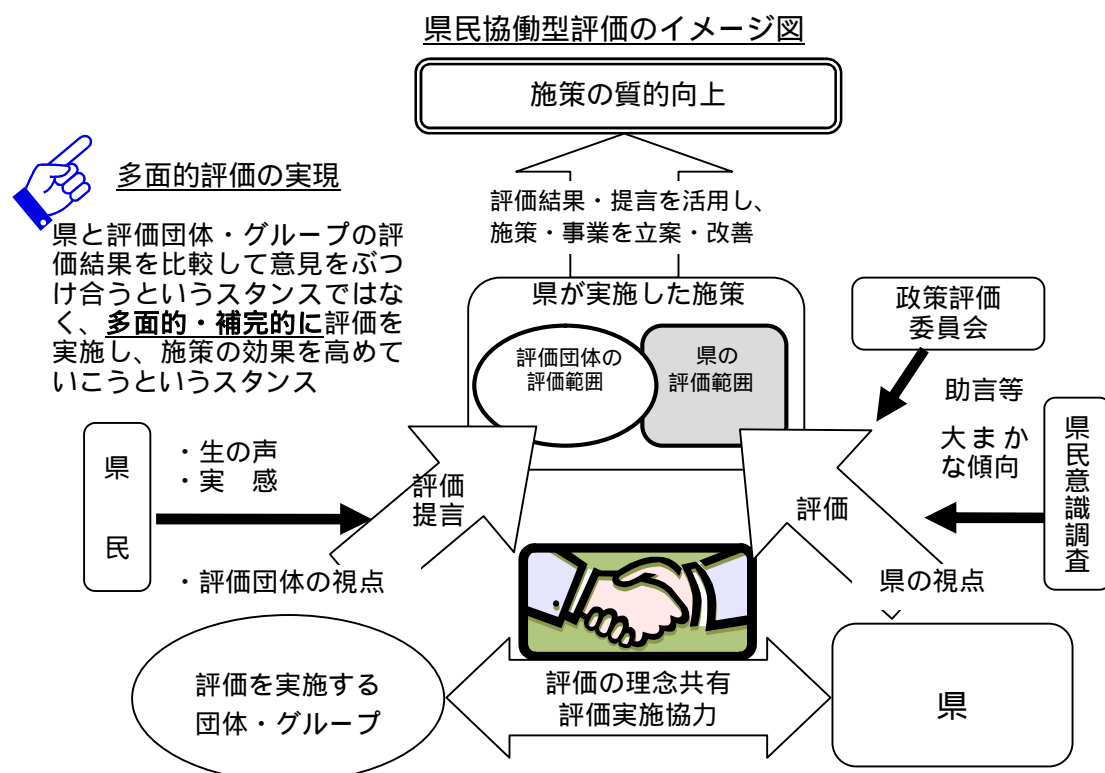 県民協働型評価のイメージ図
施策の質的向上
多面的評価の実現
県と評価団体・グループの評
価結果を比較して意見をぶつ
け合うというスタンスではな
く、多面的・補完的に評価を
実施し、施策の効果を高めて
いこうというスタンス
評価結果・提言を活用し、
施策・事業を立案・改善
県が実施した施策
評価団体の
評価範囲
県の
評価範囲
政策評価
委員会
助言等
大まか
な傾向
県民意識調査
県民
・生の声
・実　感
評価
提言
評価
・評価団体の視点
県の視点
評価を実施する
団体・グループ
評価の理念共有
評価実施協力
県